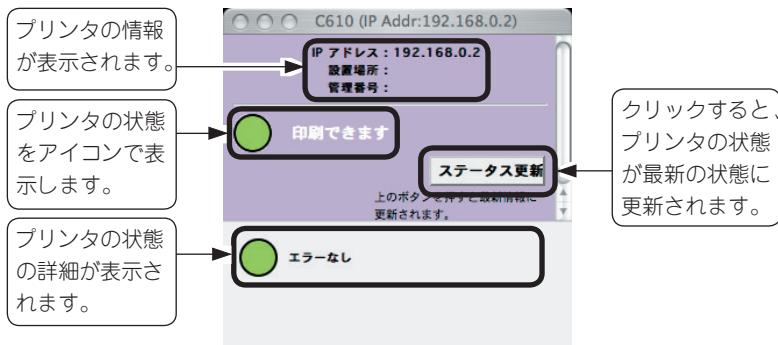 プリンタの情報
が表示されます。
プリンタの状態
をアイコンで表
示します。
プリンタの状態
の詳細が表示さ
れます。
C610 (IP Addr:192.168.0.2)
IP アドレス：192.168.0.2
設置場所：
管理番号：
印刷できます
ステータス更新
上のボタンを押すと最新情報に
更新されます。
エラーなし
クリックすると、
プリンタの状態
が最新の状態に
更新されます。